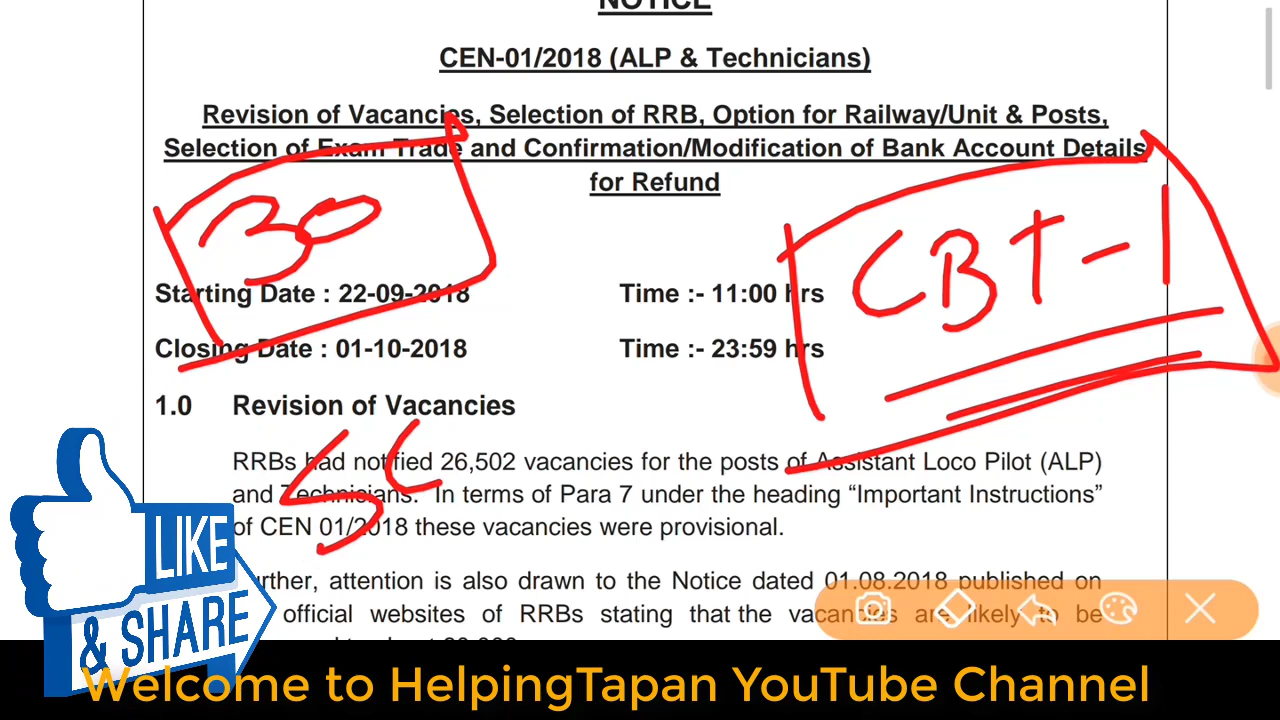 NOTICE
CEN-01/2018 (ALP & Technicians)
Revision of Vacancies, Selection of RRB, Option for Railway/Unit & Posts,
Selection of Exam Trade and Confirmation/Modification of Bank Account Details
for Refund
30
CBT-1
Starting Date : 22-09-2018 Time :- 11:00 hrs
Closing Date : 01-10-2018 Time :- 23:59 hrs
1.0 Revision of Vacancies
SC
RRBs had notified 26,502 vacancies for the posts of Assistant Loco Pilot (ALP)
and Technicians. In terms of Para 7 under the heading “Important Instructions”
of CEN 01/2018 these vacancies were provisional.
attention is also drawn to the Notice dated 01.08.2018 published on
official websites of RRBs stating that the vacancies are likely to be
LIKE
& SHARE
Welcome to HelpingTapan YouTube Channel